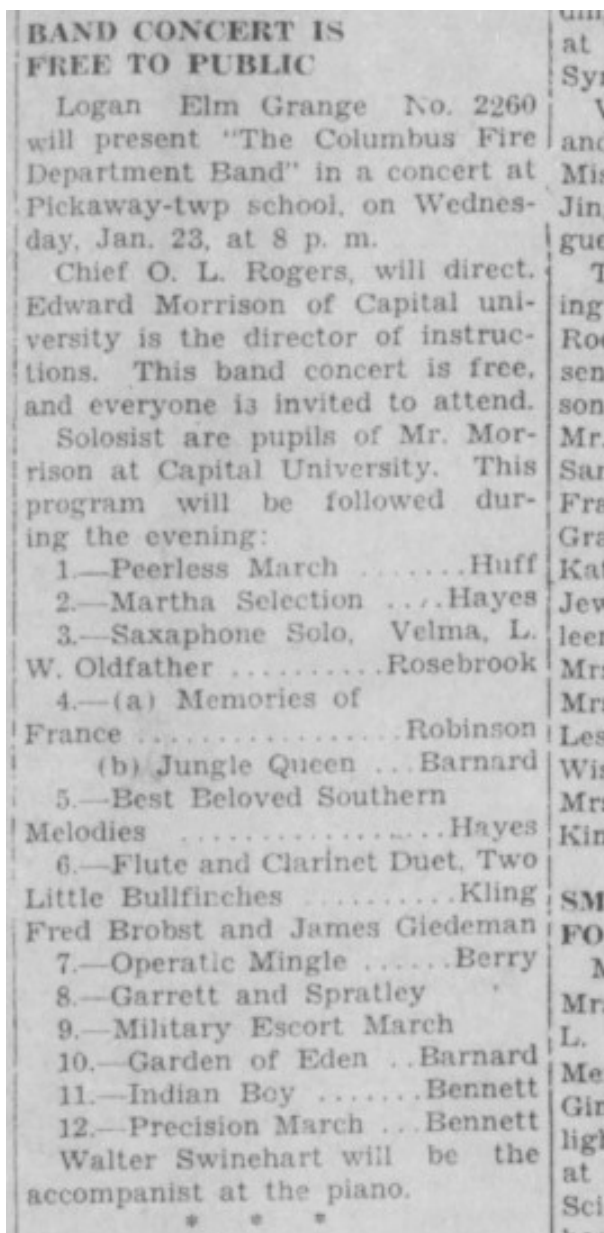 BAND CONCERT IS
FREE TO PUBLIC
Logan Elm Grange No. 2260
will present "The Columbus Fire
Department Band" in a concert at
Pickaway-twp school, on Wednes-
day, Jan. 23, at 8 p. m.
Chief O. L. Rogers, will direct.
Edward Morrison of Capital uni-
versity is the director of instruc-
tions. This band concert is free,
and everyone is invited to attend.
Solosist are pupils of Mr. Mor-
rison at Capital University. This
program will be followed dur-
ing the evening:
1.—Peerless March .......Huff
2.—Martha Selection ....Hayes
3.—Saxaphone Solo, Velma, L.
W. Oldfather ..........Rosebrook
4.—(a) Memories of
France .................Robinson
(b) Jungle Queen ...Barnard
5.—Best Beloved Southern
Melodies .................Hayes
6.—Flute and Clarinet Duet, Two
Little Bullfinches ..........Kling
Fred Brobst and James Giedeman
7.—Operatic Mingle ......Berry
8.—Garrett and Spratley
9.—Military Escort March
10.—Garden of Eden ..Barnard
11.—Indian Boy .......Bennett
12.—Precision March ...Bennett
Walter Swinehart will be the
accompanist at the piano.
* * *